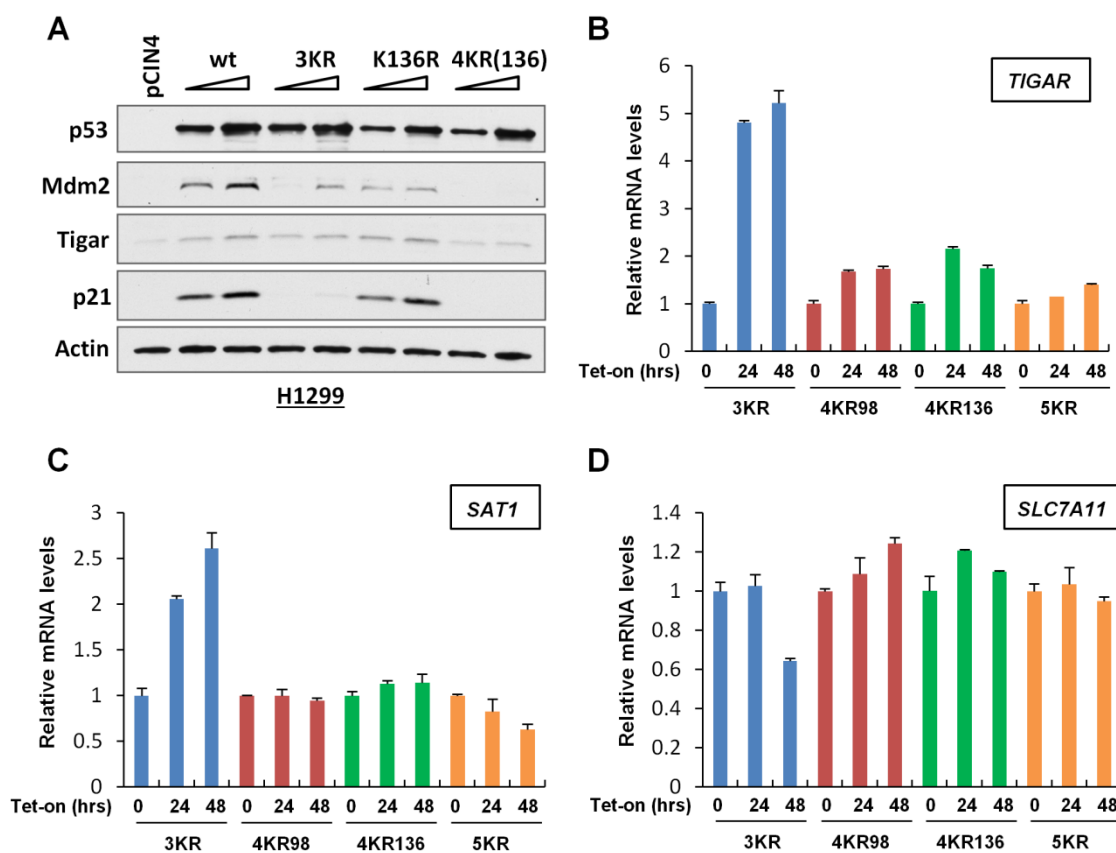 A
pCIN4
wt 3KR K136R 4KR(136)
p53
Mdm2
Tigar
p21
Actin
H1299
B
TIGAR
Relative mRNA levels
6
5
4
3
2
1
0
Tet-on (hrs) 0 24 48 0 24 48 0 24 48 0 24 48
3KR 4KR98 4KR136 5KR
C
SAT1
Relative mRNA levels
3
2.5
2
1.5
1
0.5
0
Tet-on (hrs) 0 24 48 0 24 48 0 24 48 0 24 48
3KR 4KR98 4KR136 5KR
D
SLC7A11
Relative mRNA levels
1.4
1.2
1
0.8
0.6
0.4
0.2
0
Tet-on (hrs) 0 24 48 0 24 48 0 24 48 0 24 48
3KR 4KR98 4KR136 5KR